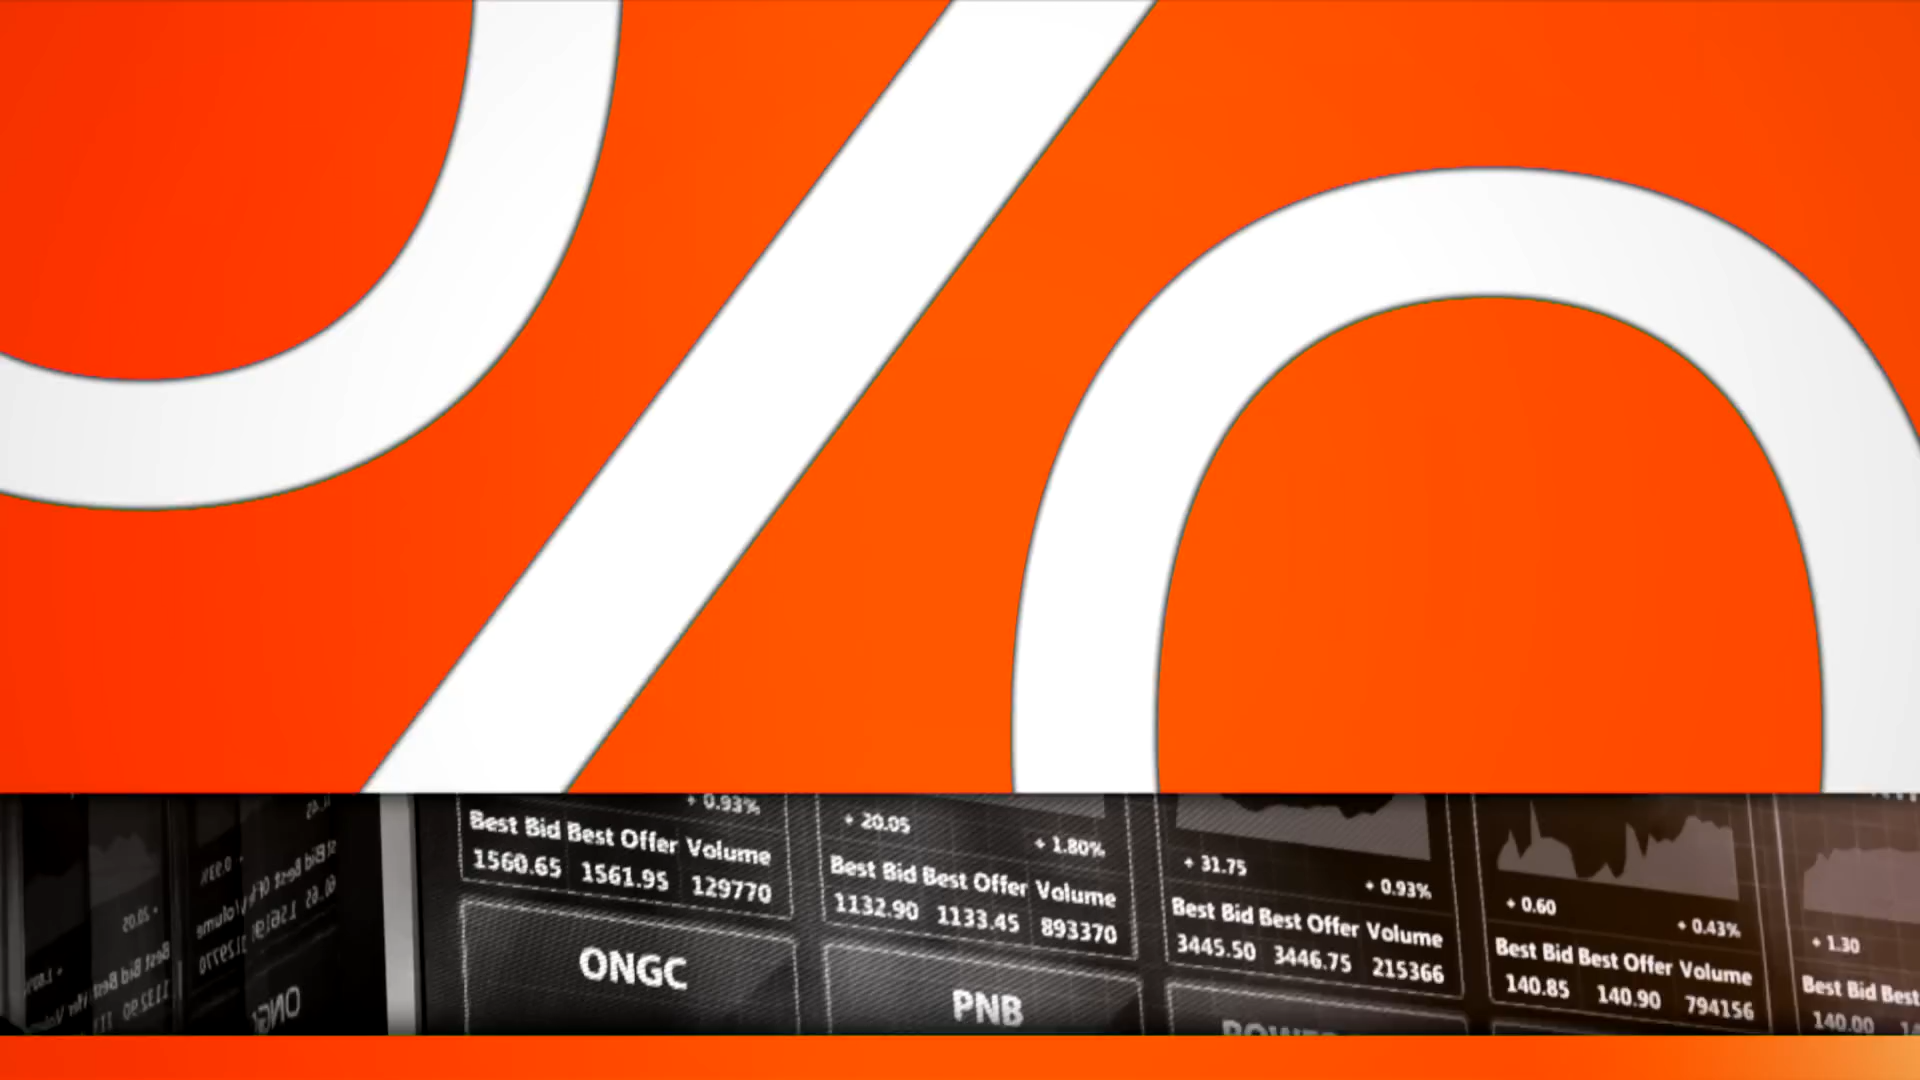 %
+ 0.93%
Best Bid Best Offer Volume
1560.65 1561.95 129770
ONGC
+ 20.05 + 1.80%
Best Bid Best Offer Volume
1132.90 1133.45 893370
PNB
+ 31.75 + 0.93%
Best Bid Best Offer Volume
3445.50 3446.75 215366
+ 0.60 + 0.43%
Best Bid Best Offer Volume
140.85 140.90 794156
+ 1.30
Best Bid Best
140.00